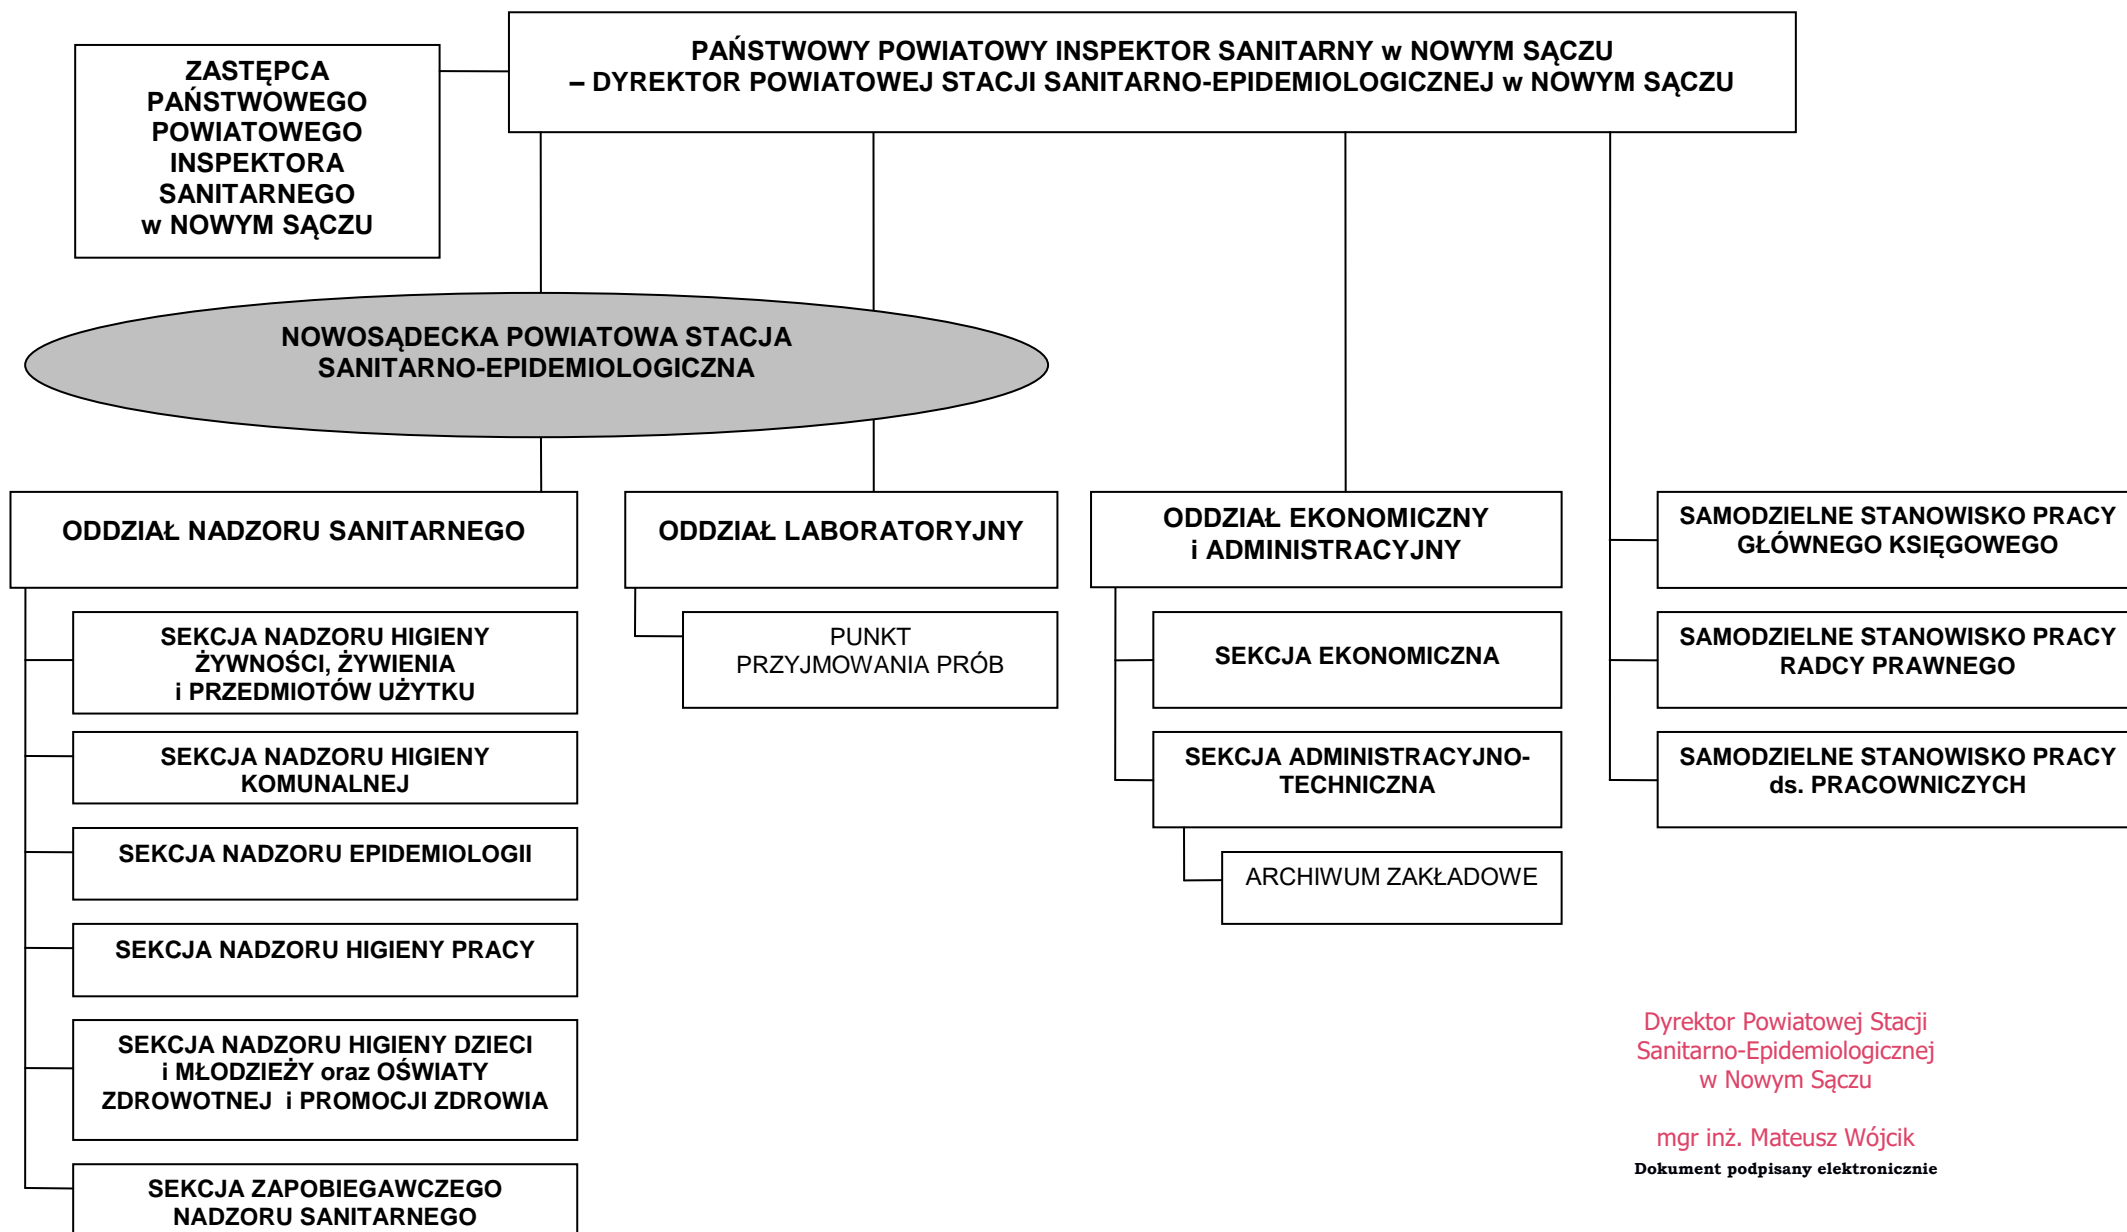 PAŃSTWOWY POWIATOWY INSPEKTOR SANITARNY w NOWYM SĄCZU
– DYREKTOR POWIATOWEJ STACJI SANITARNO-EPIDEMIOLOGICZNEJ w NOWYM SĄCZU
ZASTĘPCA
PAŃSTWOWEGO
POWIATOWEGO
INSPEKTORA
SANITARNEGO
w NOWYM SĄCZU
NOWOSĄDECKA POWIATOWA STACJA
SANITARNO-EPIDEMIOLOGICZNA
ODDZIAŁ NADZORU SANITARNEGO
SEKCJA NADZORU HIGIENY
ŻYWNOŚCI, ŻYWIENIA
i PRZEDMIOTÓW UŻYTKU
SEKCJA NADZORU HIGIENY
KOMUNALNEJ
SEKCJA NADZORU EPIDEMIOLOGII
SEKCJA NADZORU HIGIENY PRACY
SEKCJA NADZORU HIGIENY DZIECI
i MŁODZIEŻY oraz OŚWIATY
ZDROWOTNEJ i PROMOCJI ZDROWIA
SEKCJA ZAPOBIEGAWCZEGO
NADZORU SANITARNEGO
ODDZIAŁ LABORATORYJNY
PUNKT
PRZYJMOWANIA PRÓB
ODDZIAŁ EKONOMICZNY
i ADMINISTRACYJNY
SEKCJA EKONOMICZNA
SEKCJA ADMINISTRACYJNO-
TECHNICZNA
ARCHIWUM ZAKŁADOWE
SAMODZIELNE STANOWISKO PRACY
GŁÓWNEGO KSIĘGOWEGO
SAMODZIELNE STANOWISKO PRACY
RADCY PRAWNEGO
SAMODZIELNE STANOWISKO PRACY
ds. PRACOWNICZYCH
Dyrektor Powiatowej Stacji
Sanitarno-Epidemiologicznej
w Nowym Sączu
mgr inż. Mateusz Wójcik
Dokument podpisany elektronicznie